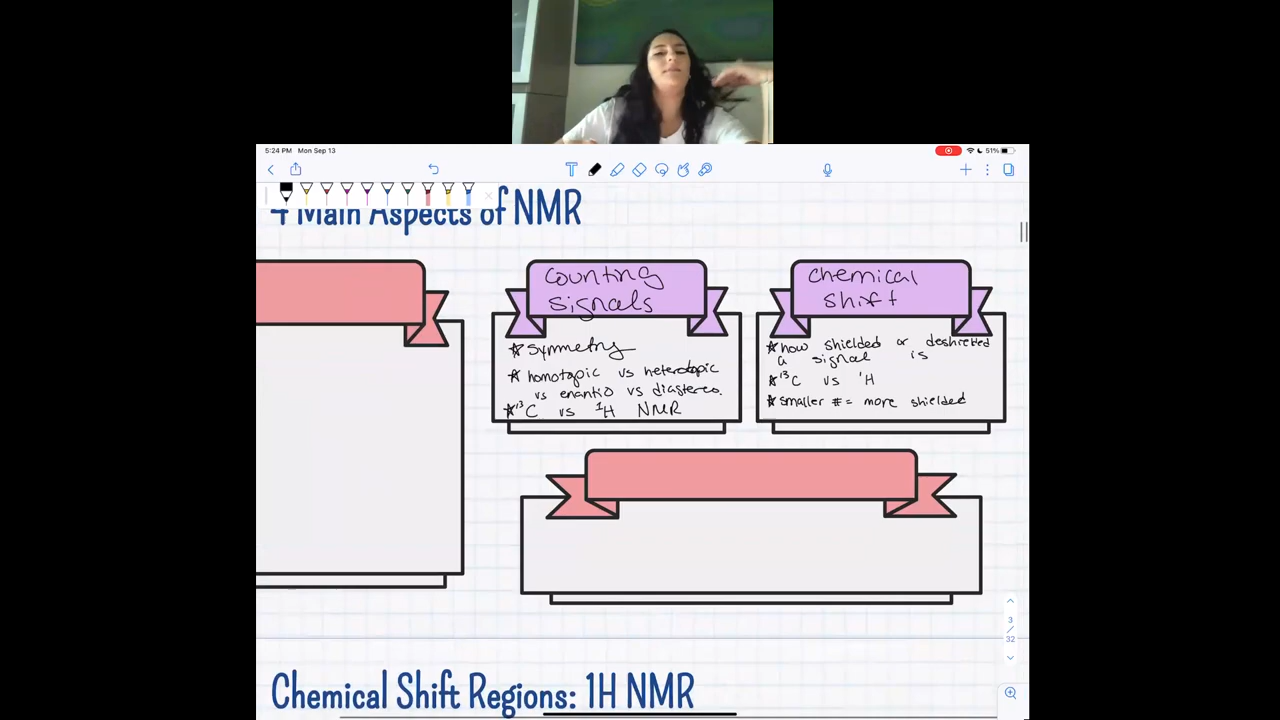 5:24 PM Mon Sep 13
51%
T
4 Main Aspects of NMR
counting
signals
☆ symmetry
☆ homotopic vs heterotopic
vs enantio vs diastereo.
☆ ¹³C vs ¹H NMR
chemical
shift
☆ how shielded or deshielded
a signal is
☆ ¹³C vs ¹H
☆ smaller # = more shielded
3
/
32
Chemical Shift Regions: 1H NMR